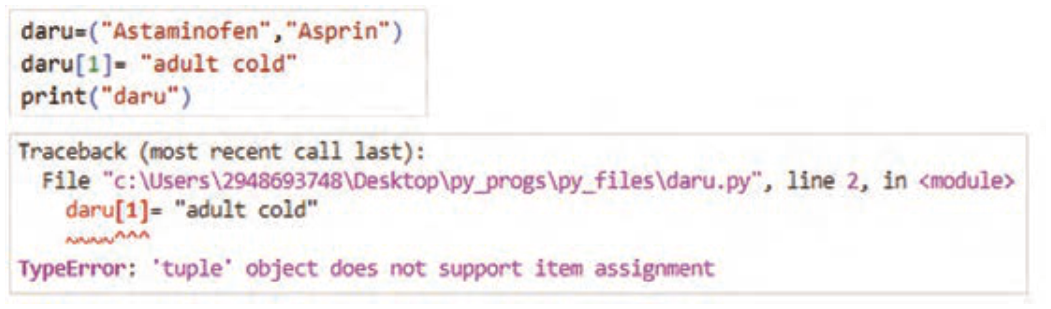 daru=("Astaminofen","Asprin")
daru[1]= "adult cold"
print("daru")
Traceback (most recent call last):
File "c:\Users\2948693748\Desktop\py_progs\py_files\daru.py", line 2, in <module>
daru[1]= "adult cold"
~~~~^^^
TypeError: 'tuple' object does not support item assignment